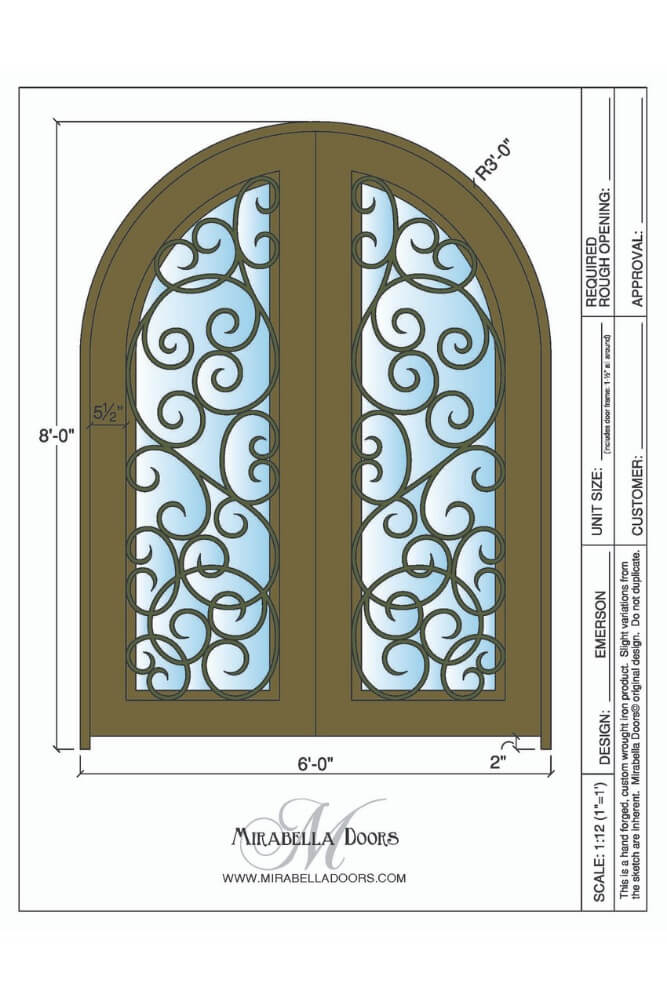 R3'-0"
5½"
8'-0"
6'-0"
2"
M
MIRABELLA DOORS
WWW.MIRABELLADOORS.COM
REQUIRED
ROUGH OPENING:
APPROVAL:
UNIT SIZE:
(Includes door frame: 1-½" all around)
CUSTOMER:
DESIGN: EMERSON
SCALE: 1:12 (1"=1')
This is a hand forged, custom wrought iron product. Slight variations from
the sketch are inherent. Mirabella Doors© original design. Do not duplicate.